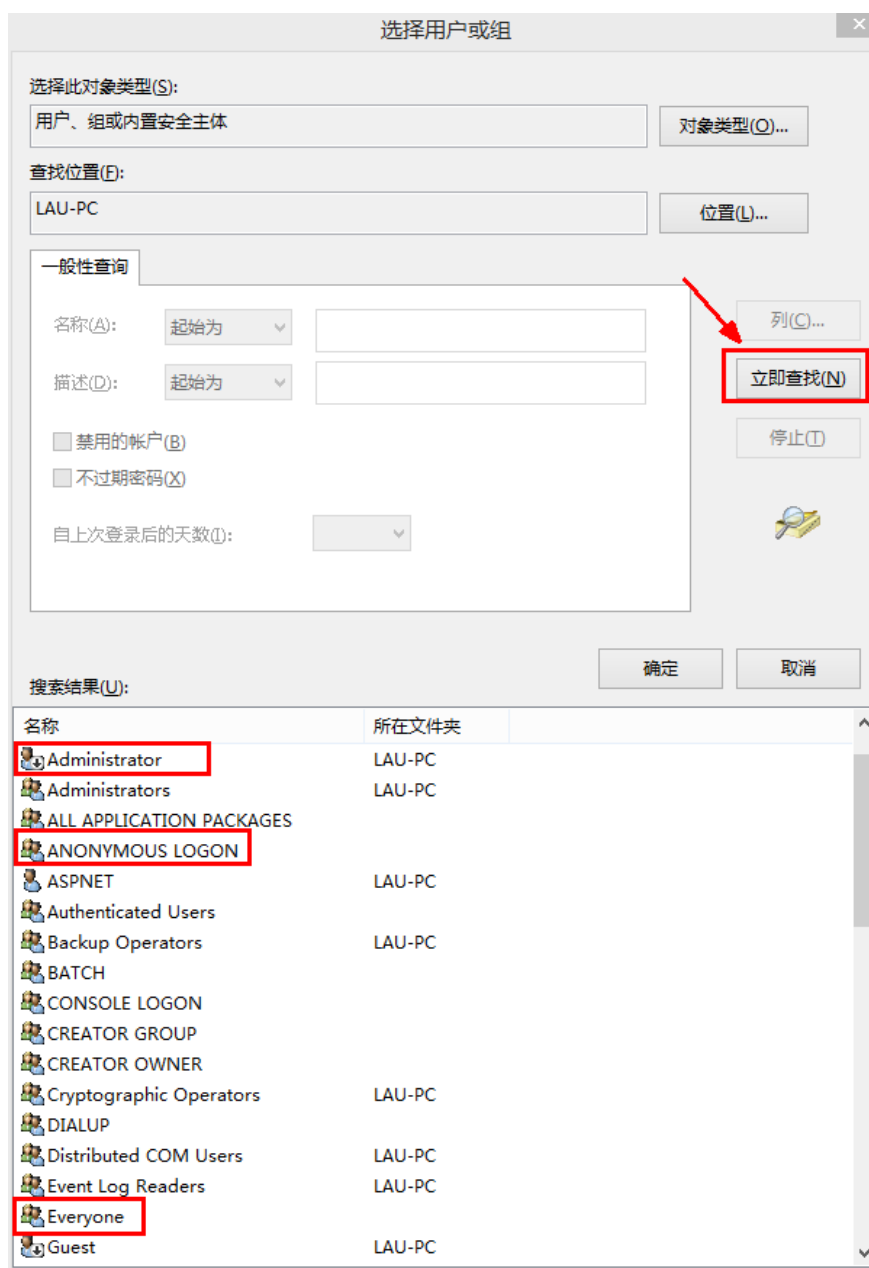 选择用户或组
选择此对象类型(S):
用户、组或内置安全主体
对象类型(O)...
查找位置(F):
LAU-PC
位置(L)...
一般性查询
名称(A):
起始为
列(C)...
描述(D):
起始为
立即查找(N)
禁用的帐户(B)
停止(T)
不过期密码(X)
自上次登录后的天数(I):
确定
取消
搜索结果(U):
名称 所在文件夹
Administrator LAU-PC
Administrators LAU-PC
ALL APPLICATION PACKAGES
ANONYMOUS LOGON
ASPNET LAU-PC
Authenticated Users
Backup Operators LAU-PC
BATCH
CONSOLE LOGON
CREATOR GROUP
CREATOR OWNER
Cryptographic Operators LAU-PC
DIALUP
Distributed COM Users LAU-PC
Event Log Readers LAU-PC
Everyone
Guest LAU-PC